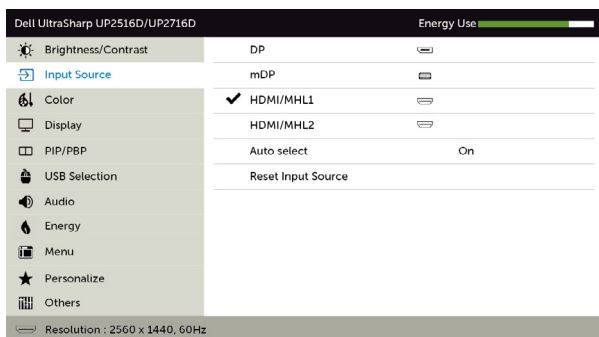 Dell UltraSharp UP2516D/UP2716D
Energy Use
Brightness/Contrast
Input Source
Color
Display
PIP/PBP
USB Selection
Audio
Energy
Menu
Personalize
Others
DP
mDP
HDMI/MHL1
HDMI/MHL2
Auto select On
Reset Input Source
Resolution : 2560 x 1440, 60Hz